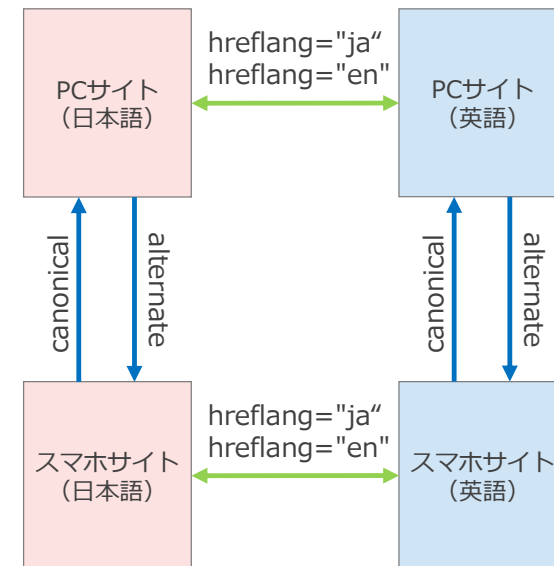 PCサイト
（日本語）
hreflang="ja“
hreflang="en"
PCサイト
（英語）
canonical
alternate
canonical
alternate
スマホサイト
（日本語）
hreflang="ja“
hreflang="en"
スマホサイト
（英語）